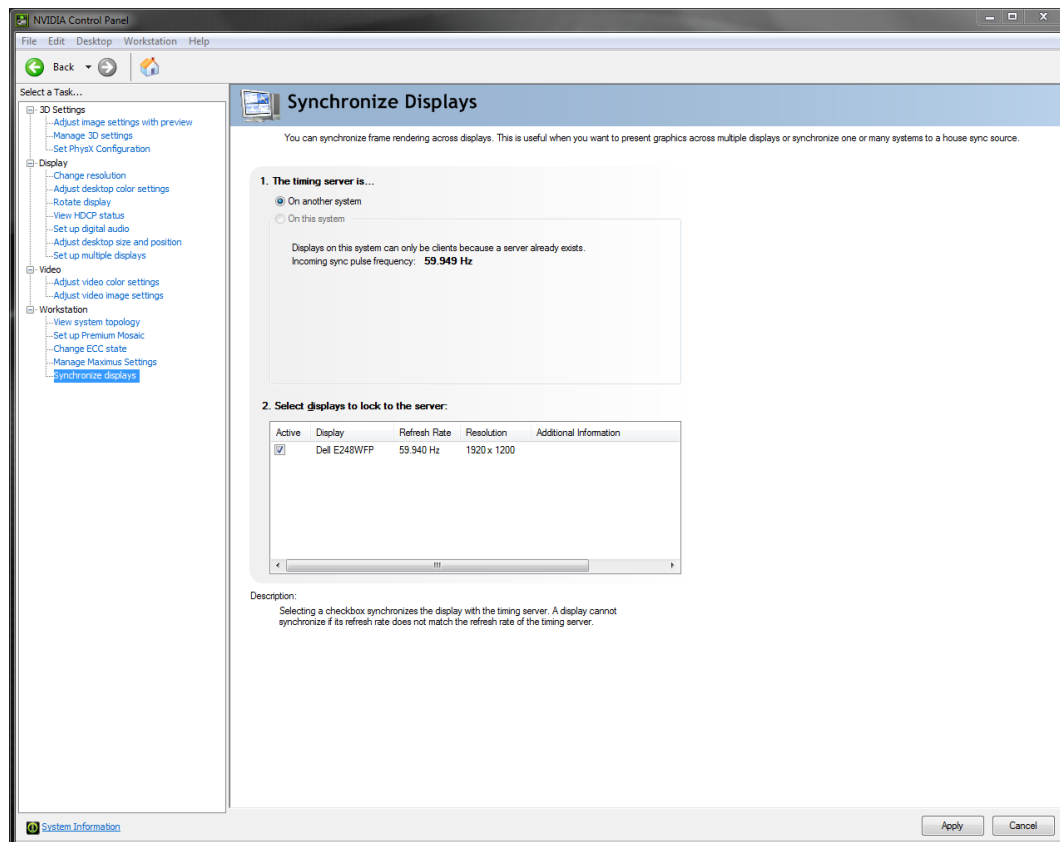 NVIDIA Control Panel
File Edit Desktop Workstation Help
Back
Select a Task...
3D Settings
Adjust image settings with preview
Manage 3D settings
Set PhysX Configuration
Display
Change resolution
Adjust desktop color settings
Rotate display
View HDCP status
Set up digital audio
Adjust desktop size and position
Set up multiple displays
Video
Adjust video color settings
Adjust video image settings
Workstation
View system topology
Set up Premium Mosaic
Change ECC state
Manage Maximus Settings
Synchronize displays
System Information
Synchronize Displays
You can synchronize frame rendering across displays. This is useful when you want to present graphics across multiple displays or synchronize one or many systems to a house sync source.
1. The timing server is...
On another system
On this system
Displays on this system can only be clients because a server already exists.
Incoming sync pulse frequency: 59.949 Hz
2. Select displays to lock to the server:
Active Display Refresh Rate Resolution Additional Information
Dell E248WFP 59.940 Hz 1920 x 1200
Description:
Selecting a checkbox synchronizes the display with the timing server. A display cannot
synchronize if its refresh rate does not match the refresh rate of the timing server.
Apply Cancel